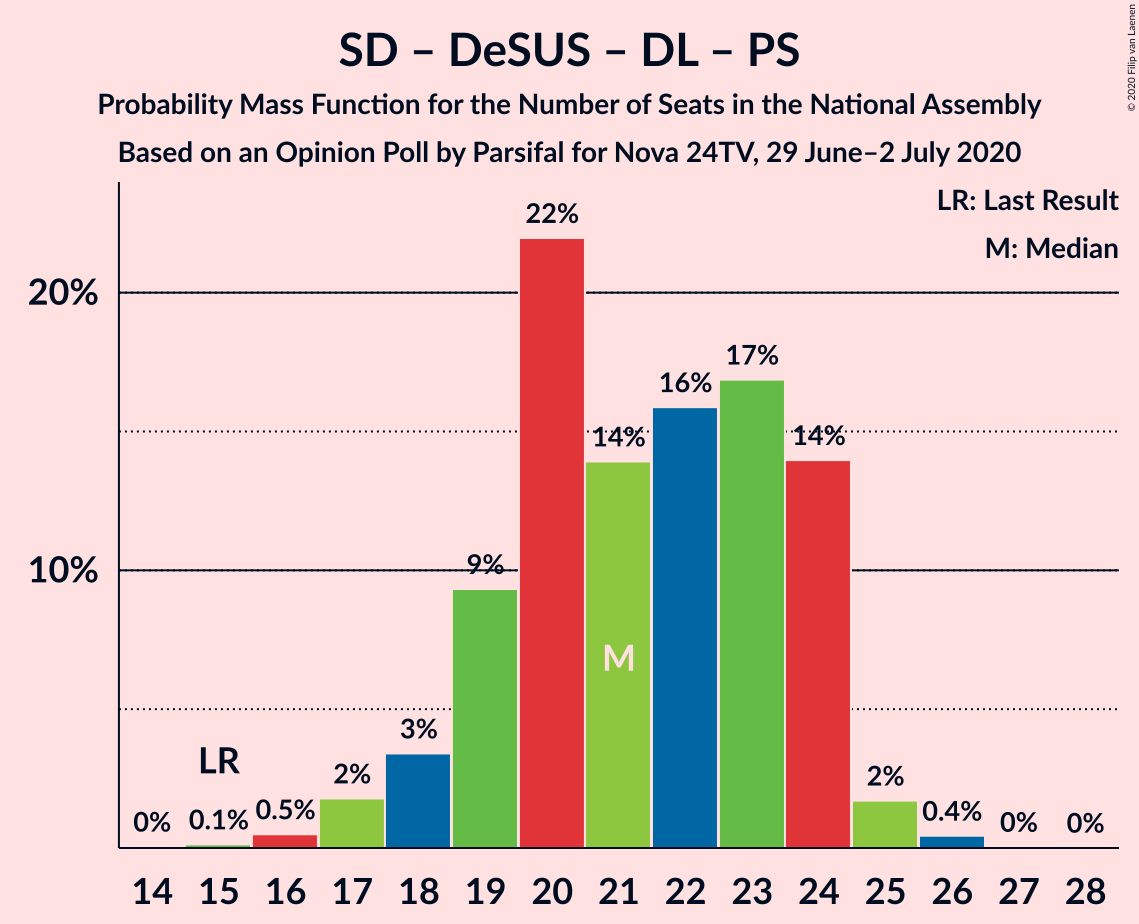 SD – DeSUS – DL – PS
Probability Mass Function for the Number of Seats in the National Assembly
Based on an Opinion Poll by Parsifal for Nova 24TV, 29 June–2 July 2020
© 2020 Filip van Laenen
LR: Last Result
M: Median
20%
10%
0%
0.1%
0.5%
2%
3%
9%
22%
14%
16%
17%
14%
2%
0.4%
0%
0%
LR
M
14 15 16 17 18 19 20 21 22 23 24 25 26 27 28